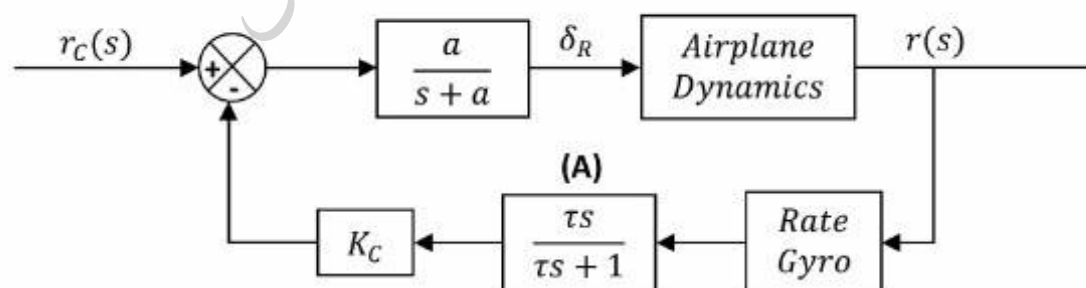 r_C(s)
+
-
a
s + a
δ_R
Airplane
Dynamics
r(s)
(A)
K_C
τs
τs + 1
Rate
Gyro